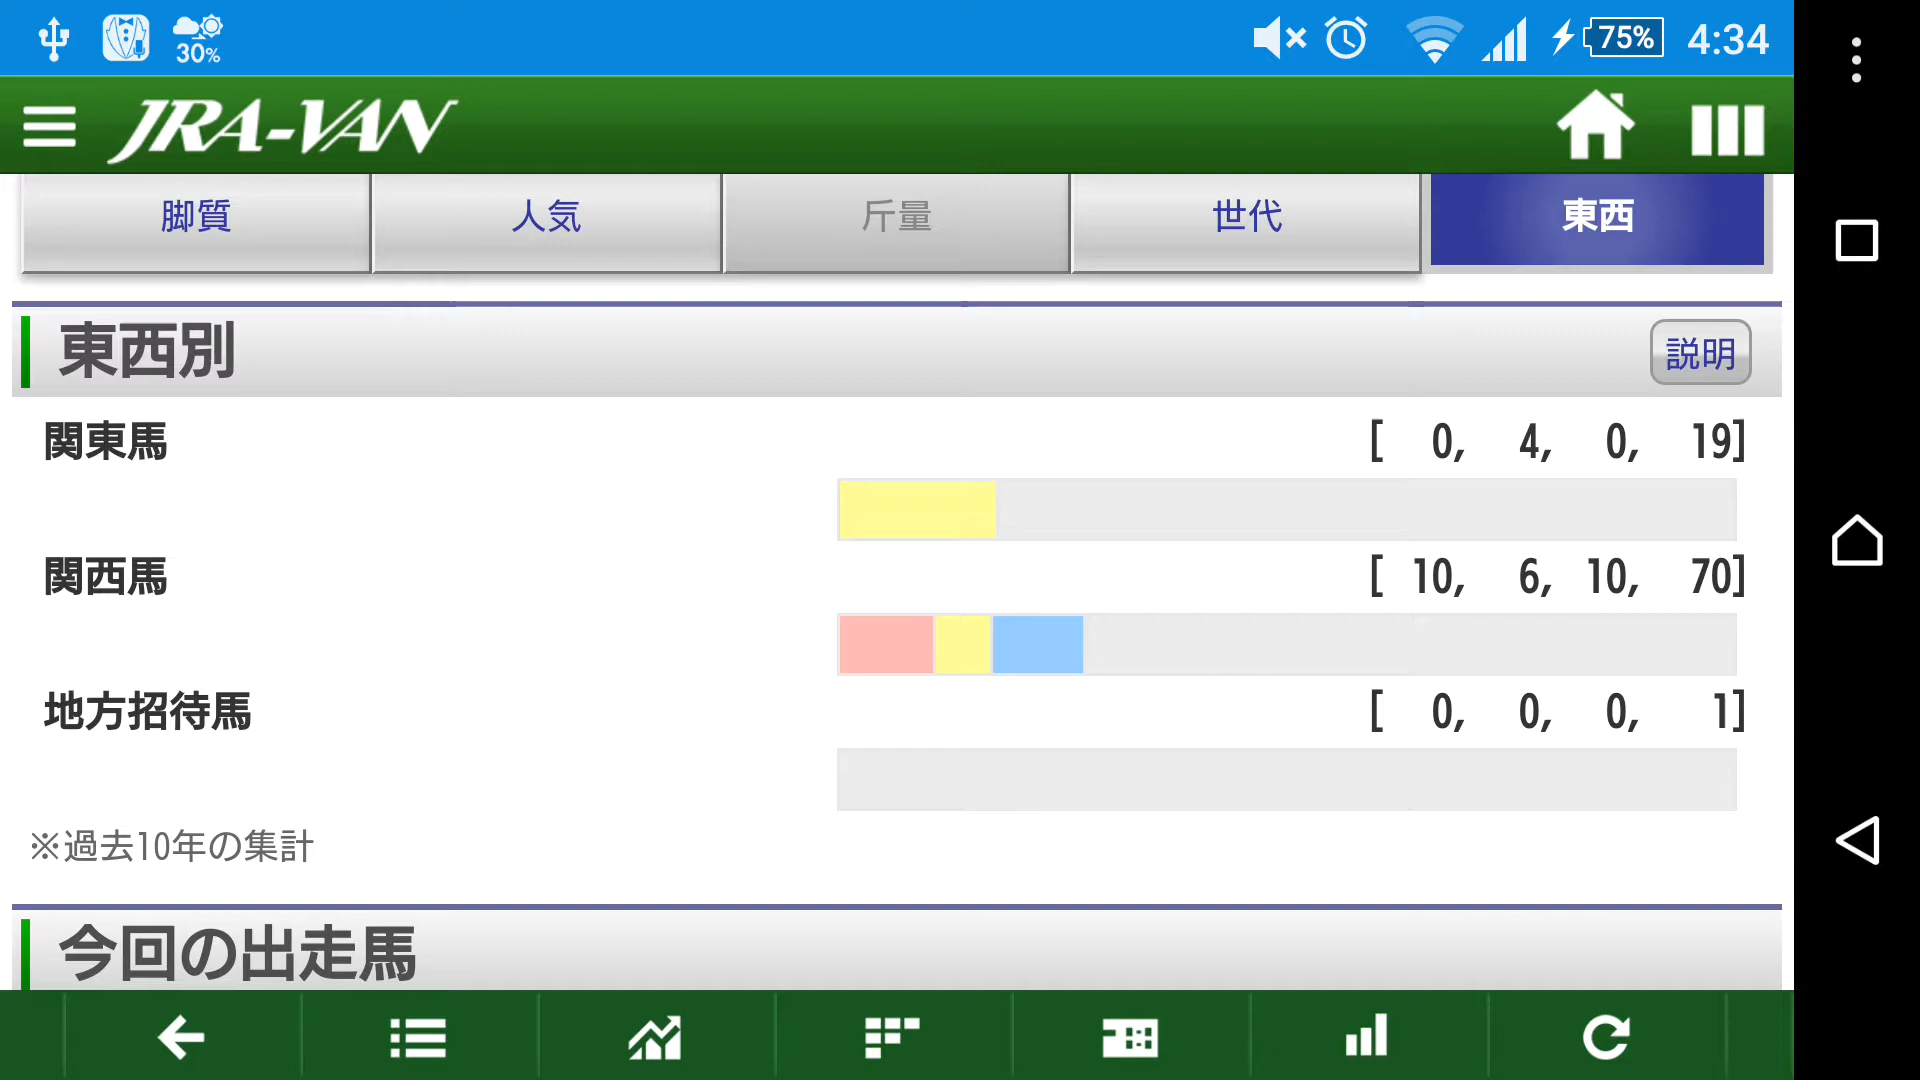 30%
75% 4:34
JRA-VAN
脚質 人気 斤量 世代 東西
東西別 説明
関東馬 [ 0, 4, 0, 19]
関西馬 [ 10, 6, 10, 70]
地方招待馬 [ 0, 0, 0, 1]
※過去10年の集計
今回の出走馬